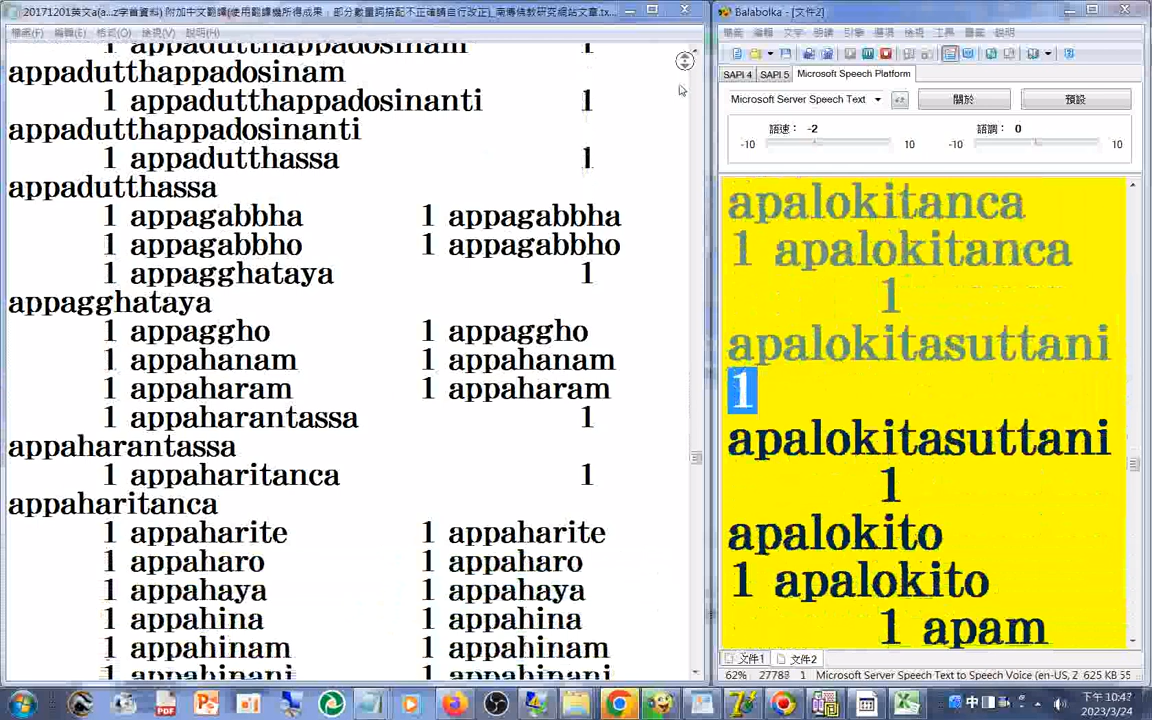 20171201英文a(a...z字首資料) 附加中文翻譯(使用翻譯機所得成果，部分數量詞搭配不正確請自行改正)_南傳佛教研究網站文章.tx...
檔案(F) 編輯(E) 格式(O) 檢視(V) 說明(H)
appadutthappadosinam 1
appadutthappadosinam
1 appadutthappadosinanti 1
appadutthappadosinanti
1 appadutthassa 1
appadutthassa
1 appagabbha 1 appagabbha
1 appagabbho 1 appagabbho
1 appagghataya 1
appagghataya
1 appaggho 1 appaggho
1 appahanam 1 appahanam
1 appaharam 1 appaharam
1 appaharantassa 1
appaharantassa
1 appaharitanca 1
appaharitanca
1 appaharite 1 appaharite
1 appaharo 1 appaharo
1 appahaya 1 appahaya
1 appahina 1 appahina
1 appahinam 1 appahinam
1 appahinani 1 appahinani
Balabolka - [文件2]
檔案 編輯 文字 朗讀 選項 檢視 工具 書籤 說明
SAPI 4 SAPI 5 Microsoft Speech Platform
Microsoft Server Speech Text 關於 預設
語速： -2 語調： 0
-10 10 -10 10
apalokitanca
1 apalokitanca
1
apalokitasuttani
1
apalokitasuttani
1
apalokito
1 apalokito
1 apam
文件1 文件2
62% 27788 1 Microsoft Server Speech Text to Speech Voice (en-US, Z 625 KB 55
中
下午 10:42
2023/3/24